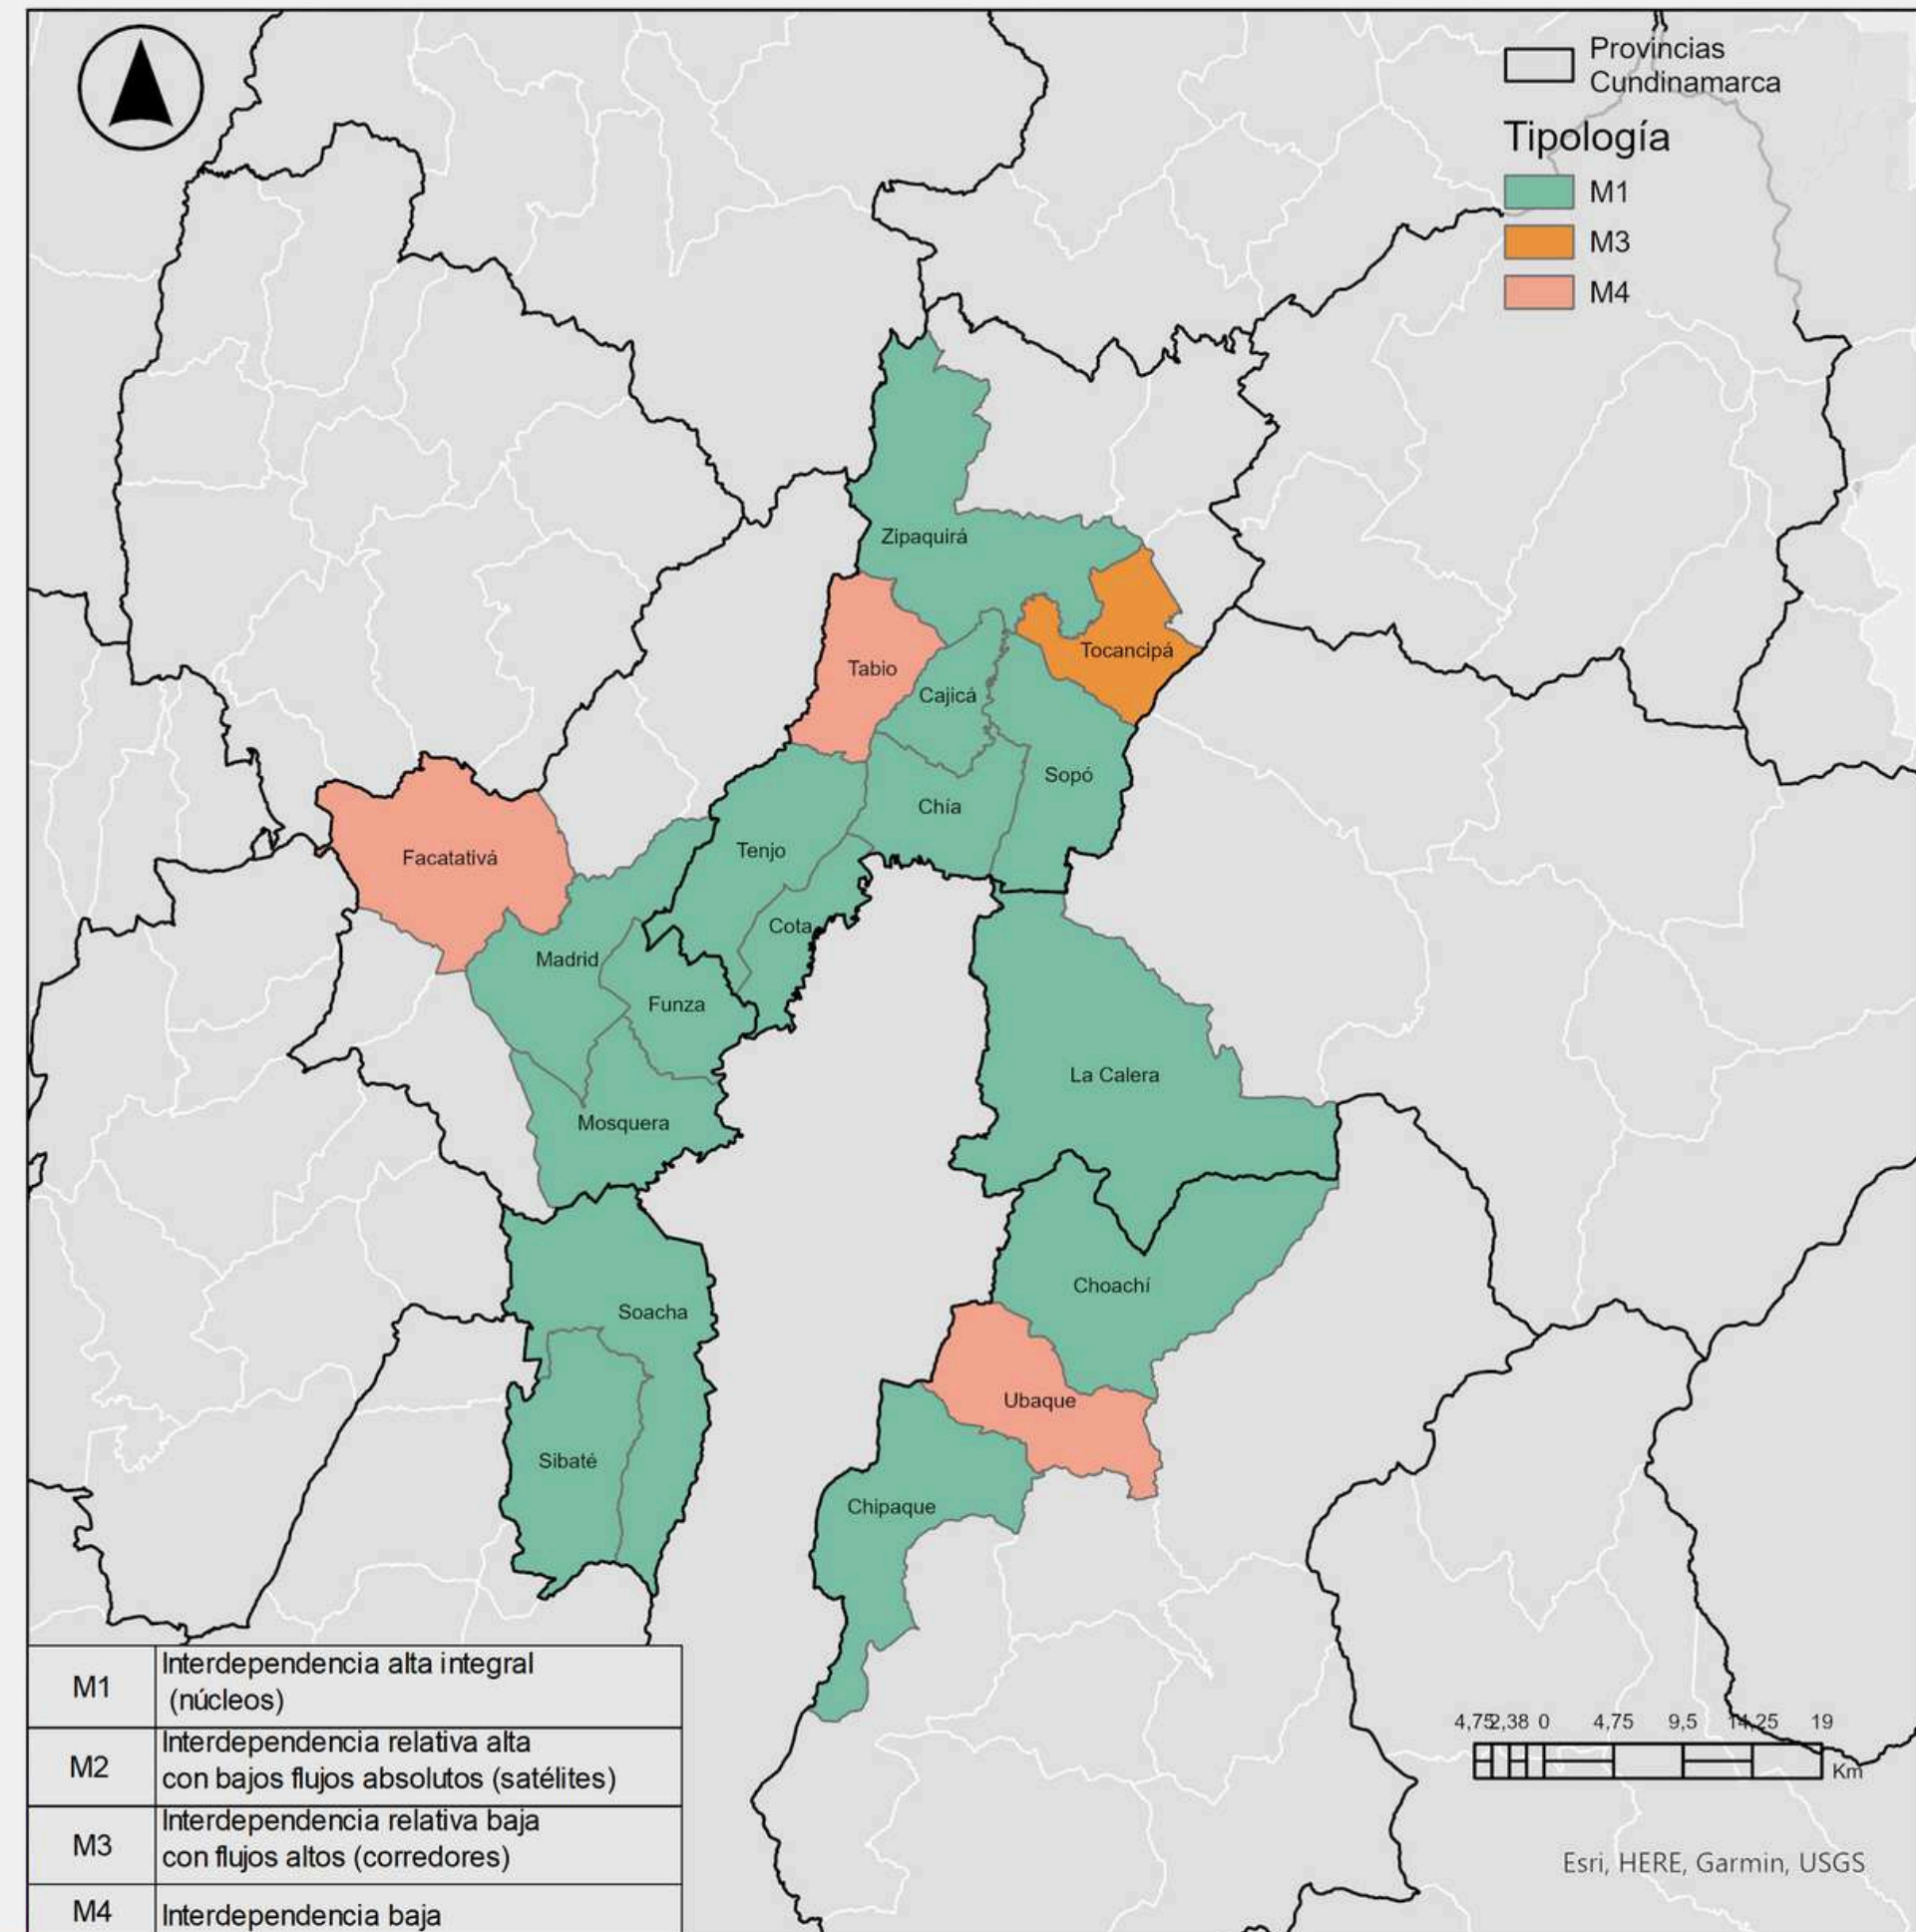 Provincias
Cundinamarca
Tipología
M1
M3
M4
Zipaquirá
Tocancipá
Tabio
Cajicá
Sopó
Chía
Tenjo
Facatativá
Cota
Madrid
Funza
La Calera
Mosquera
Choachí
Soacha
Ubaque
Sibaté
Chipaque
M1 Interdependencia alta integral
(núcleos)
M2 Interdependencia relativa alta
con bajos flujos absolutos (satélites)
M3 Interdependencia relativa baja
con flujos altos (corredores)
M4 Interdependencia baja
4,75 2,38 0 4,75 9,5 14,25 19
Km
Esri, HERE, Garmin, USGS